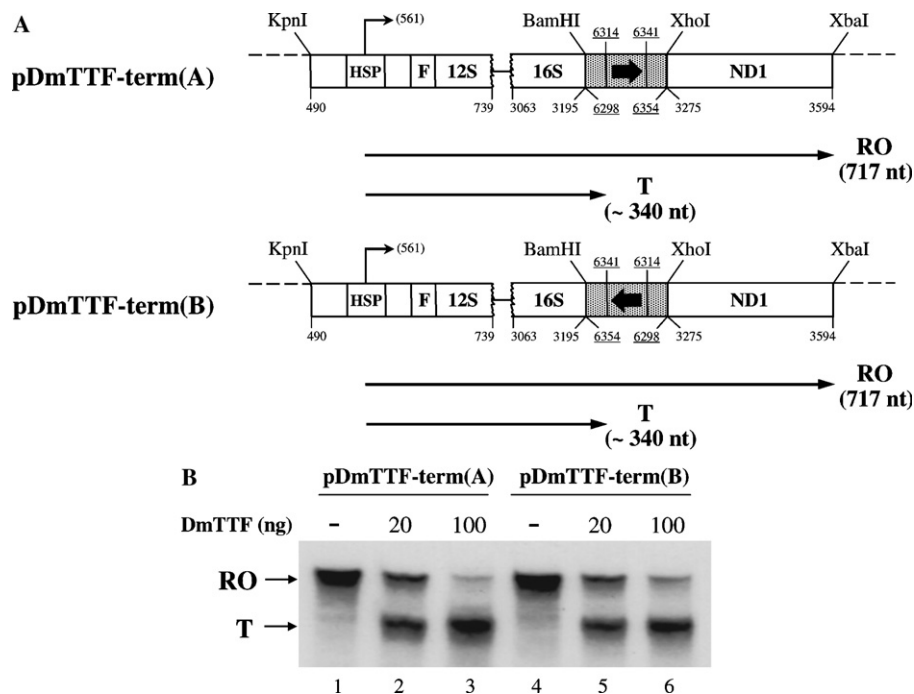 A
KpnI (561) BamHI 6314 6341 XhoI XbaI
pDmTTF-term(A) HSP F 12S 16S ND1
490 739 3063 3195 6298 6354 3275 3594
RO
(717 nt)
T
(~ 340 nt)
KpnI (561) BamHI 6341 6314 XhoI XbaI
pDmTTF-term(B) HSP F 12S 16S ND1
490 739 3063 3195 6354 6298 3275 3594
RO
(717 nt)
T
(~ 340 nt)
B pDmTTF-term(A) pDmTTF-term(B)
DmTTF (ng) – 20 100 – 20 100
RO
T
1 2 3 4 5 6